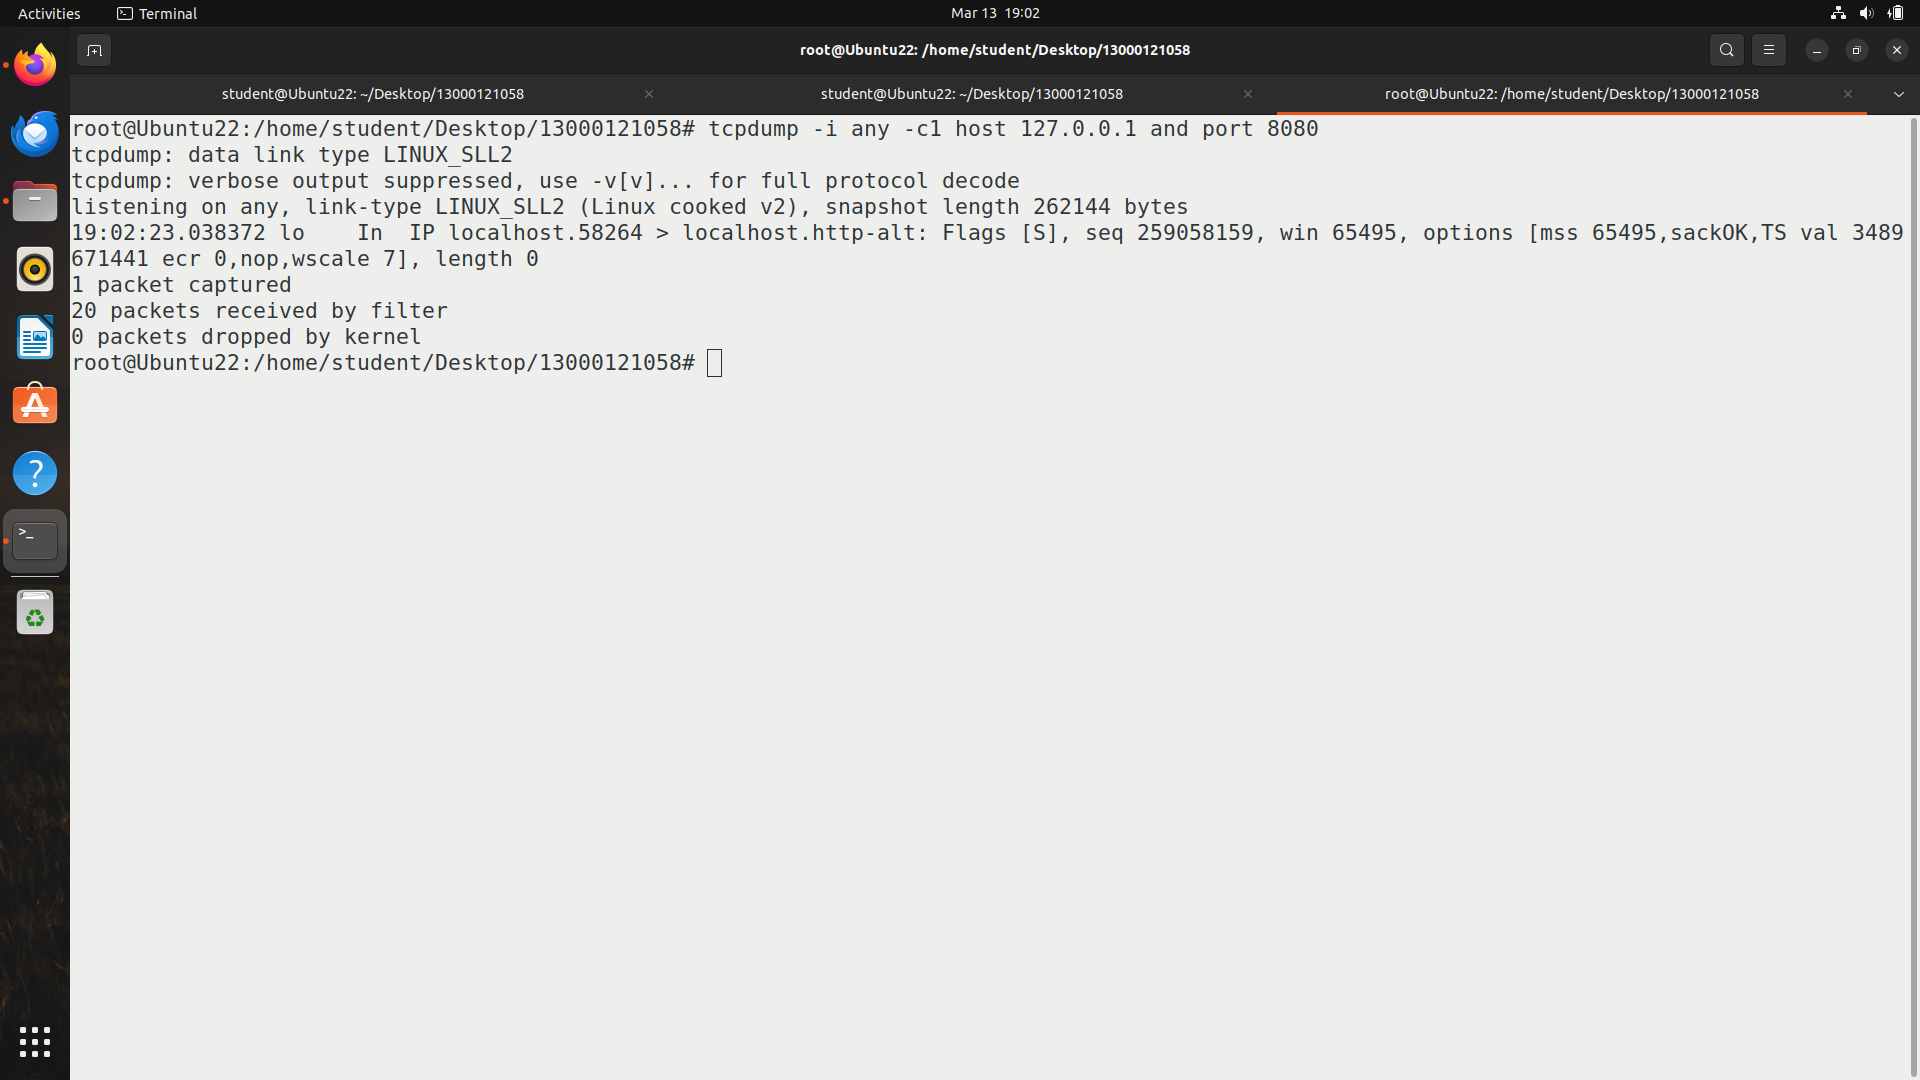 Activities Terminal Mar 13 19:02
root@Ubuntu22: /home/student/Desktop/13000121058
student@Ubuntu22: ~/Desktop/13000121058 student@Ubuntu22: ~/Desktop/13000121058 root@Ubuntu22: /home/student/Desktop/13000121058
root@Ubuntu22:/home/student/Desktop/13000121058# tcpdump -i any -c1 host 127.0.0.1 and port 8080
tcpdump: data link type LINUX_SLL2
tcpdump: verbose output suppressed, use -v[v]... for full protocol decode
listening on any, link-type LINUX_SLL2 (Linux cooked v2), snapshot length 262144 bytes
19:02:23.038372 lo    In  IP localhost.58264 > localhost.http-alt: Flags [S], seq 259058159, win 65495, options [mss 65495,sackOK,TS val 3489
671441 ecr 0,nop,wscale 7], length 0
1 packet captured
20 packets received by filter
0 packets dropped by kernel
root@Ubuntu22:/home/student/Desktop/13000121058#